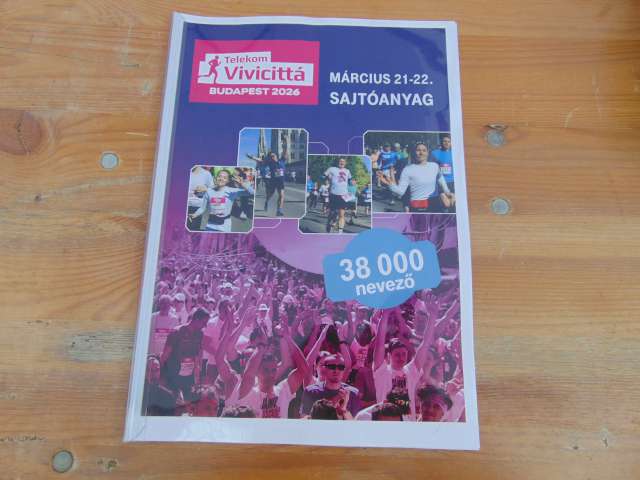 Telekom
Vivicittá
BUDAPEST 2026
MÁRCIUS 21-22.
SAJTÓANYAG
38 000
nevező